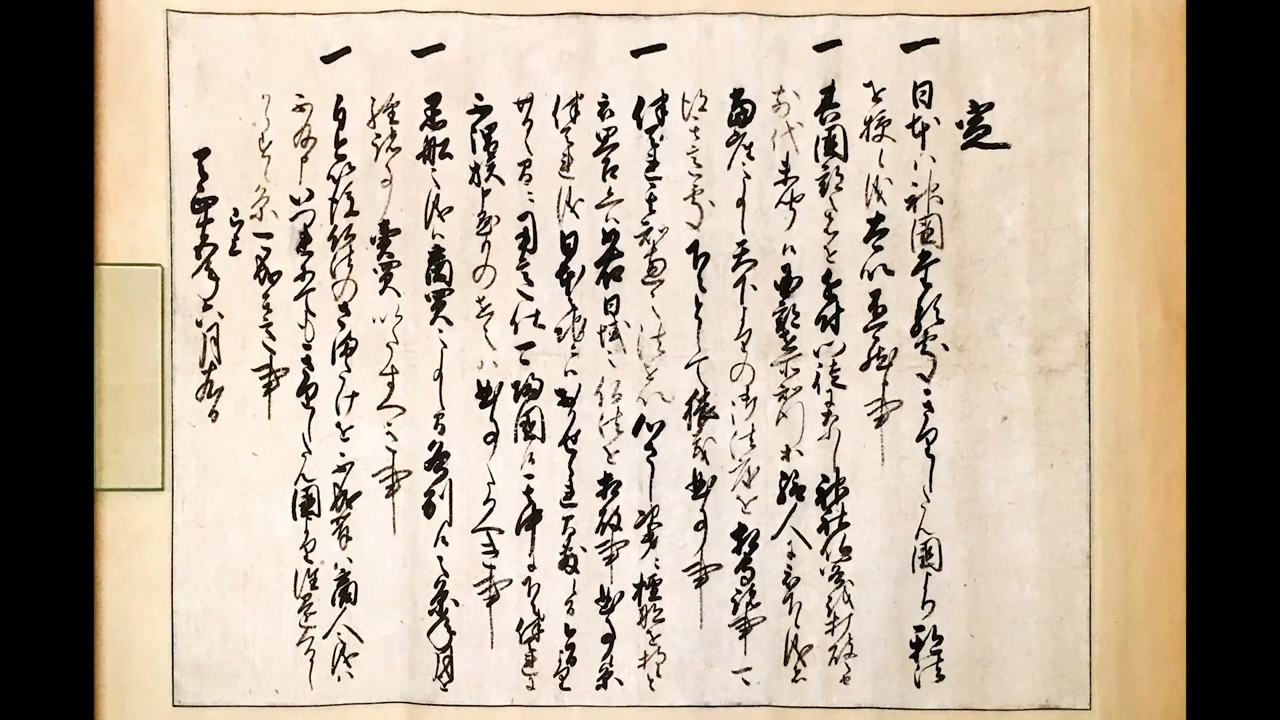 定
一 日本ハ神国たる処きりしたん国より邪法
を授候儀太以不可然候事
一 其国郡之者を近付門徒になし神社仏閣を打破之由
前代未聞候国郡在所知行等給人に被下候儀者
当座之事候天下よりの御法度を相守諸事可
得其意処下々として猥義曲事事
一 伴天連其知恵之法を以心さし次第ニ檀那を持候と
被思召候へハ如右日域之仏法を相破事曲事候条
伴天連儀日本之地ニハおかせられ間敷候間今日より
廿日之間ニ用意仕可帰国候其中に下々伴天連に
不謂族申懸もの在之ハ曲事たるへき事
一 黒船之儀ハ商買之事候間各別候之条年月を
経諸事売買いたすへき事
一 自今以後仏法のさまたけを不成輩ハ商人之儀ハ
不及申いつれにてもきりしたん国より往還くるし
からす候条可成其意事
已上
天正十五年六月十九日